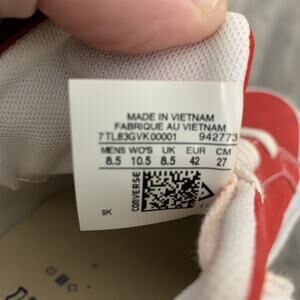 MADE IN VIETNAM
FABRIQUE AU VIETNAM
7TL83GVK00001 942773
MENS WO'S UK EUR CM
8.5 10.5 8.5 42 27
CONVERSE
9K